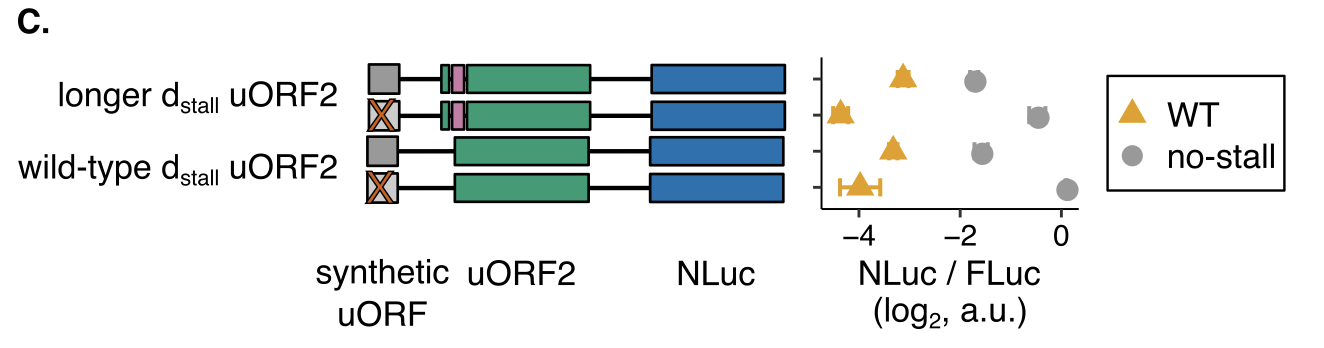 C.
longer dstall uORF2
wild-type dstall uORF2
X
X
WT
no-stall
−4 −2 0
synthetic uORF2 NLuc
uORF
NLuc / FLuc
(log2, a.u.)